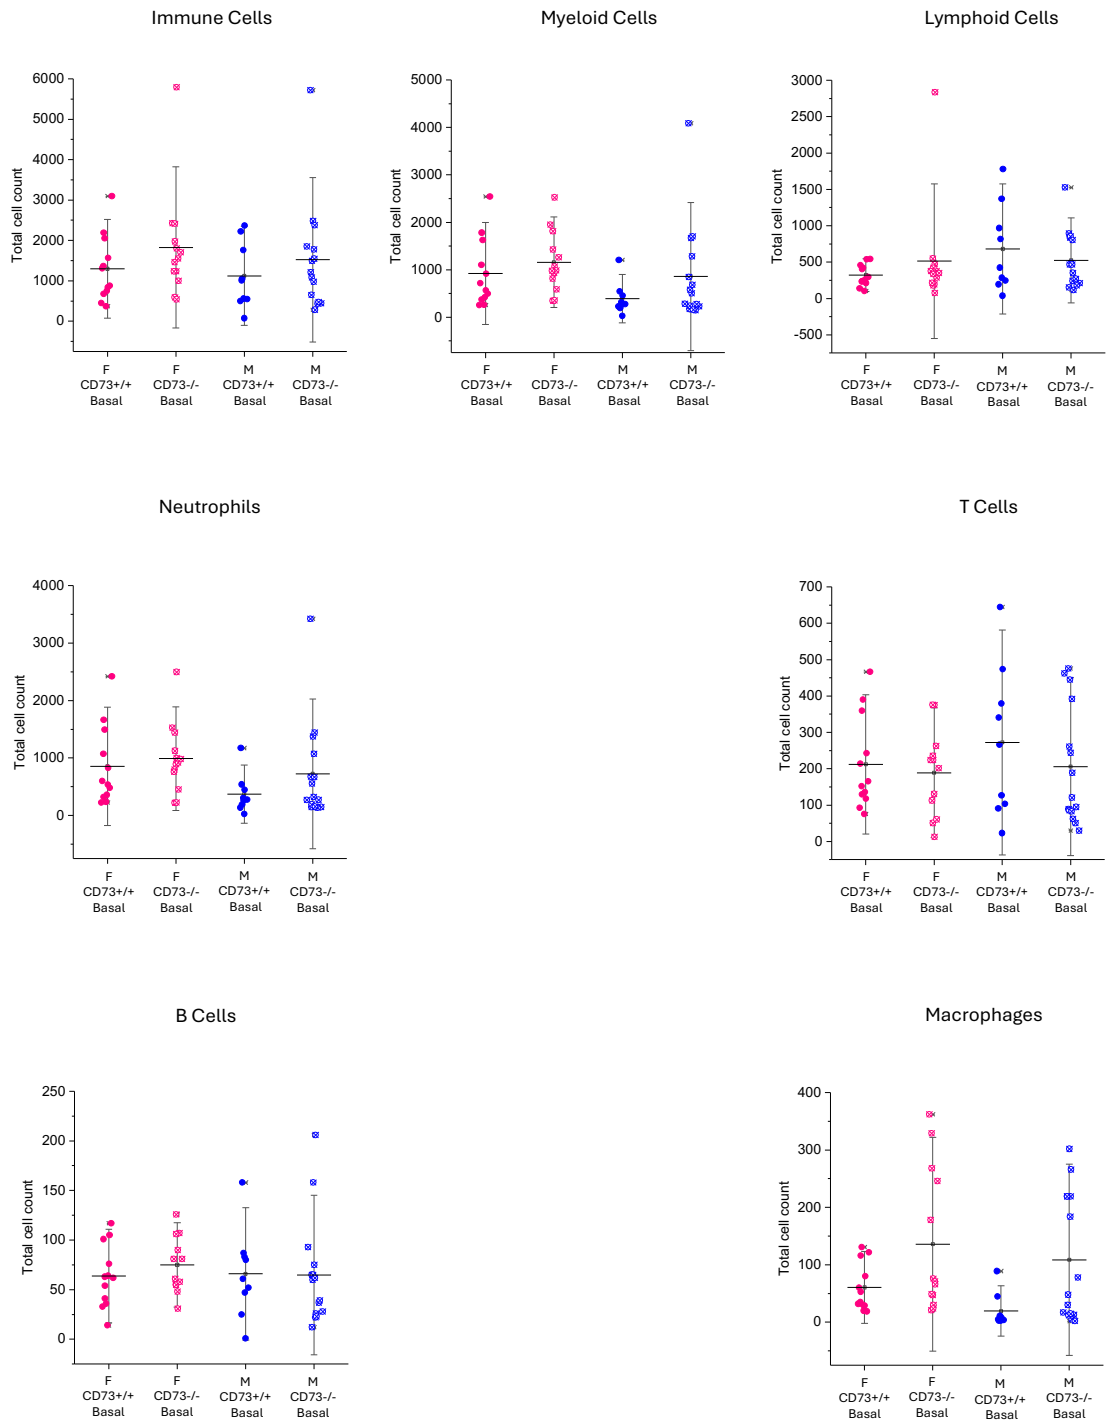 Immune Cells
Myeloid Cells
Lymphoid Cells
Total cell count
6000
5000
4000
3000
2000
1000
0
F
CD73+/+
Basal
F
CD73-/-
Basal
M
CD73+/+
Basal
M
CD73-/-
Basal
Total cell count
5000
4000
3000
2000
1000
0
F
CD73+/+
Basal
F
CD73-/-
Basal
M
CD73+/+
Basal
M
CD73-/-
Basal
Total cell count
3000
2500
2000
1500
1000
500
0
-500
F
CD73+/+
Basal
F
CD73-/-
Basal
M
CD73+/+
Basal
M
CD73-/-
Basal
Neutrophils
T Cells
Total cell count
4000
3000
2000
1000
0
F
CD73+/+
Basal
F
CD73-/-
Basal
M
CD73+/+
Basal
M
CD73-/-
Basal
Total cell count
700
600
500
400
300
200
100
0
F
CD73+/+
Basal
F
CD73-/-
Basal
M
CD73+/+
Basal
M
CD73-/-
Basal
B Cells
Macrophages
Total cell count
250
200
150
100
50
0
F
CD73+/+
Basal
F
CD73-/-
Basal
M
CD73+/+
Basal
M
CD73-/-
Basal
Total cell count
400
300
200
100
0
F
CD73+/+
Basal
F
CD73-/-
Basal
M
CD73+/+
Basal
M
CD73-/-
Basal